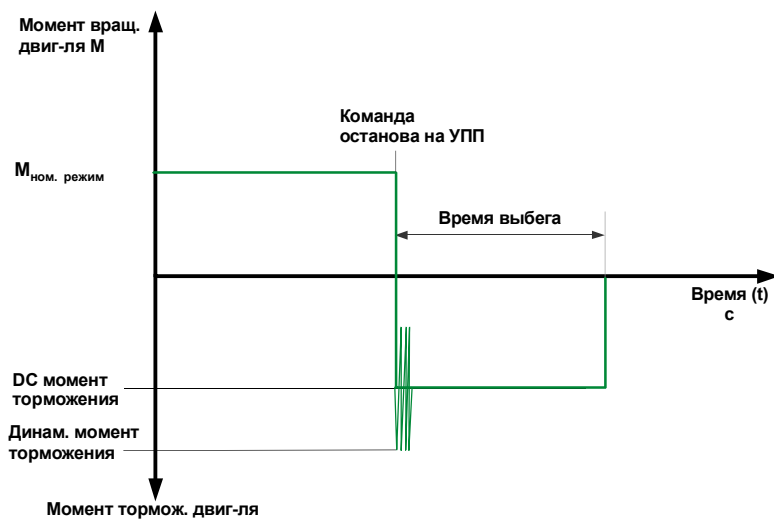 Момент вращ.
двиг-ля М
Команда
останова на УПП
Мном. режим
Время выбега
Время (t)
с
DC момент
торможения
Динам. момент
торможения
Момент тормож. двиг-ля